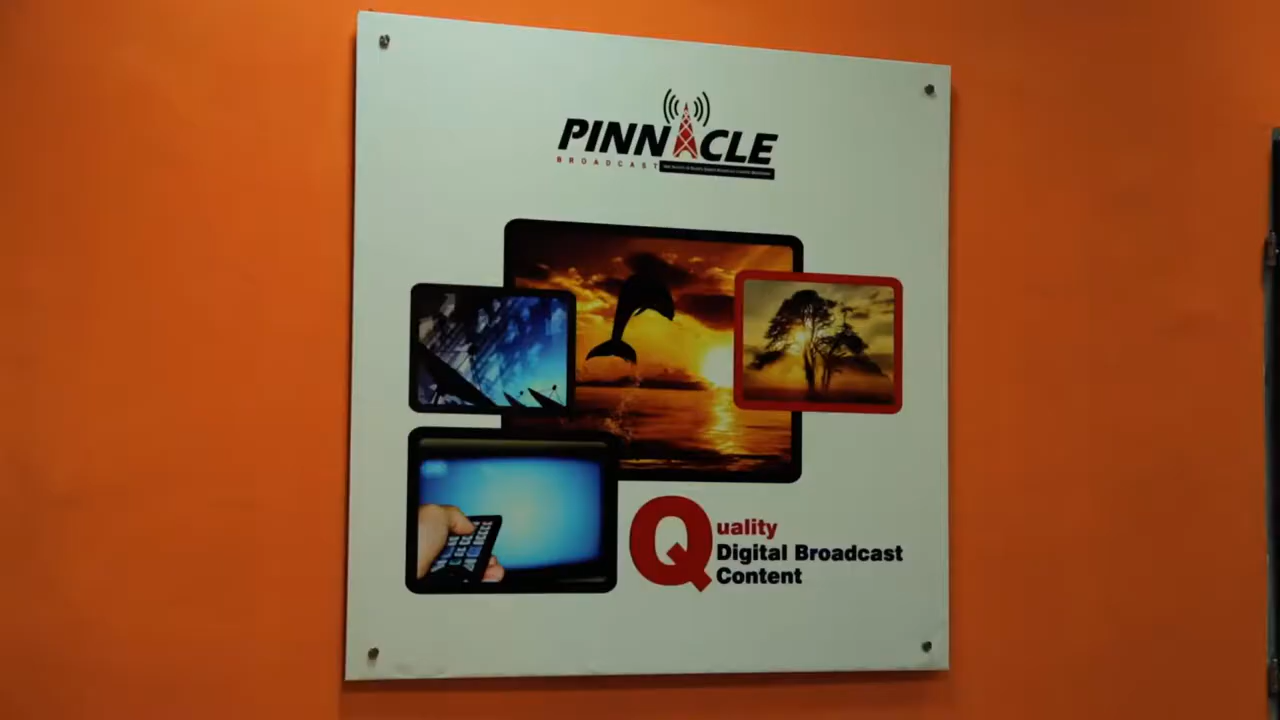 PINNACLE
BROADCAST
Quality
Digital Broadcast
Content